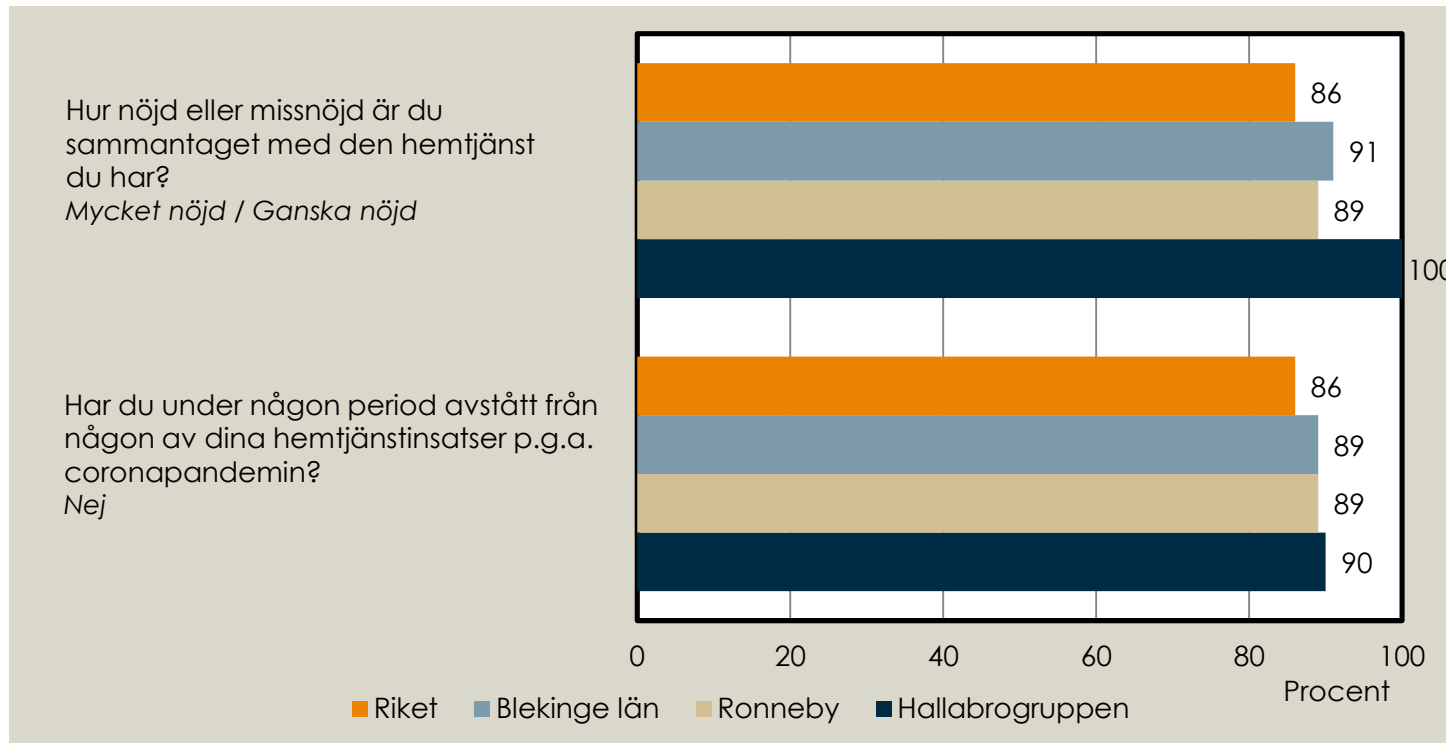 Hur nöjd eller missnöjd är du
sammantaget med den hemtjänst
du har?
Mycket nöjd / Ganska nöjd
86
91
89
100
Har du under någon period avstått från
någon av dina hemtjänstinsatser p.g.a.
coronapandemin?
Nej
86
89
89
90
0 20 40 60 80 100
Procent
Riket Blekinge län Ronneby Hallabrogruppen